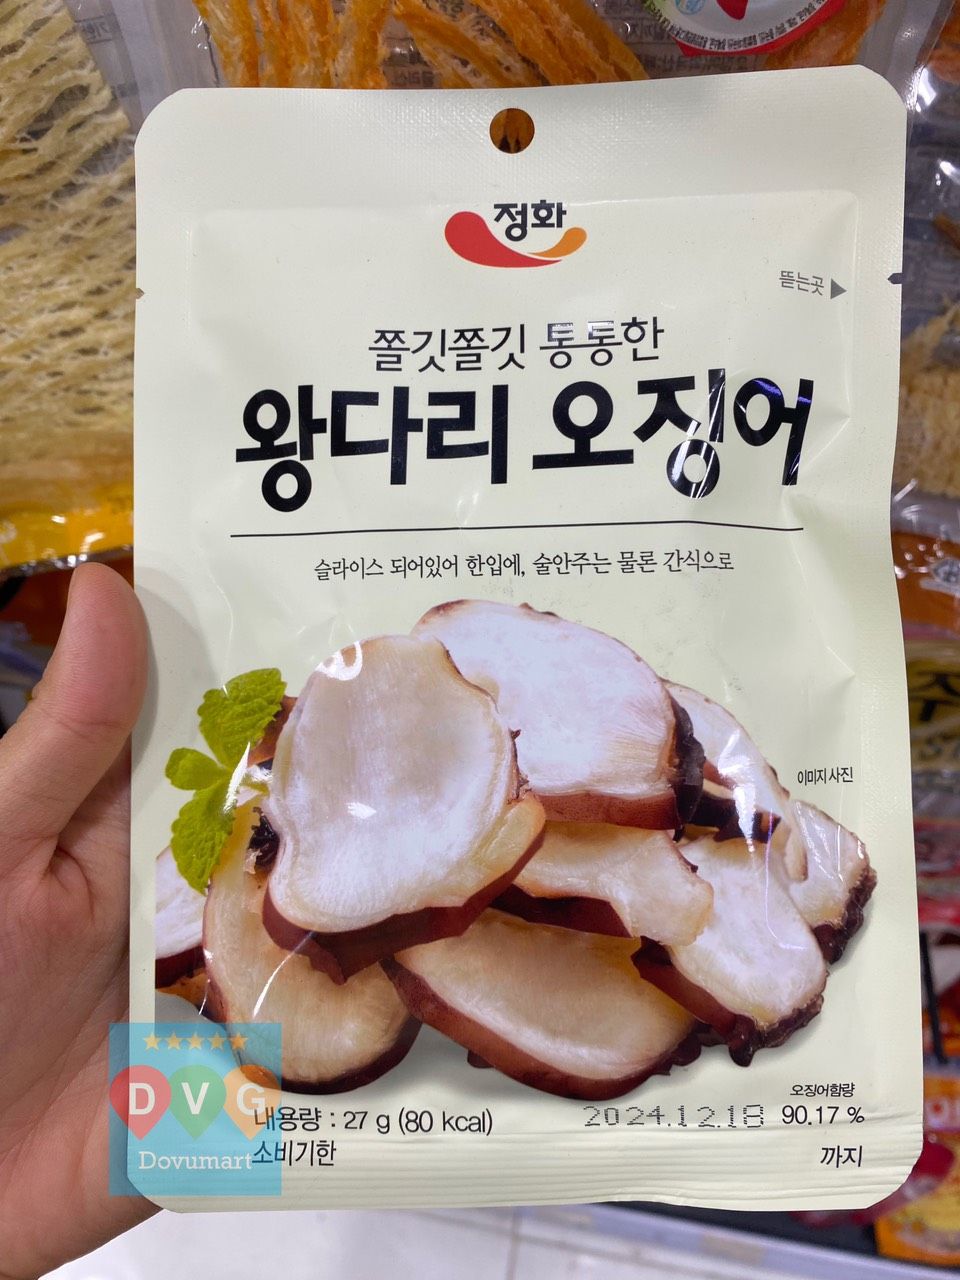 정화
뜯는곳
쫄깃쫄깃 통통한
왕다리 오징어
슬라이스 되어있어 한입에, 술안주는 물론 간식으로
이미지 사진
오징어함량
내용량 : 27 g (80 kcal)
2024.12.18
90.17 %
소비기한
까지
DVG
Dovumart